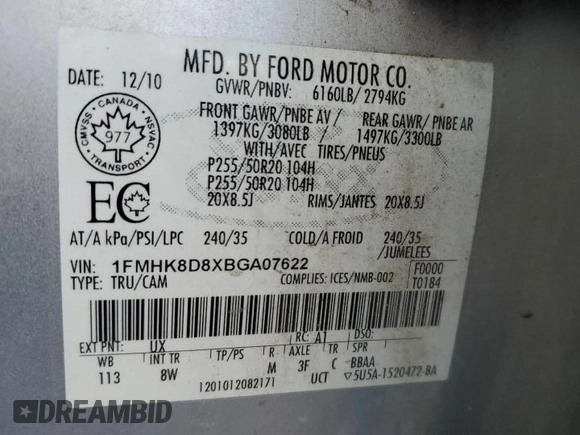 MFD. BY FORD MOTOR CO.
DATE: 12/10
GVWR/PNBV: 6160LB/ 2794KG
CMVSS CANADA NSVAC
977
TRANSPORT
FRONT GAWR/PNBE AV / REAR GAWR/ PNBE AR
1397KG/3080LB 1497KG/3300LB
WITH/AVEC TIRES/PNEUS
P255/50R20 104H
P255/50R20 104H
EC
20X8.5J RIMS/JANTES 20X8.5J
AT/A kPa/PSI/LPC 240/35 COLD/A FROID 240/35
/JUMELEES
VIN: 1FMHK8D8XBGA07622
F0000
TYPE: TRU/CAM COMPLIES: ICES/NMB-002
T0184
EXT PNT: UX RC: A1 DSO:
WB INT TR TP/PS R AXLE TR SPR
113 8W M 3F C BBAA
1201012082171 UCT ▽5U5A-1520472-BA
DREAMBID